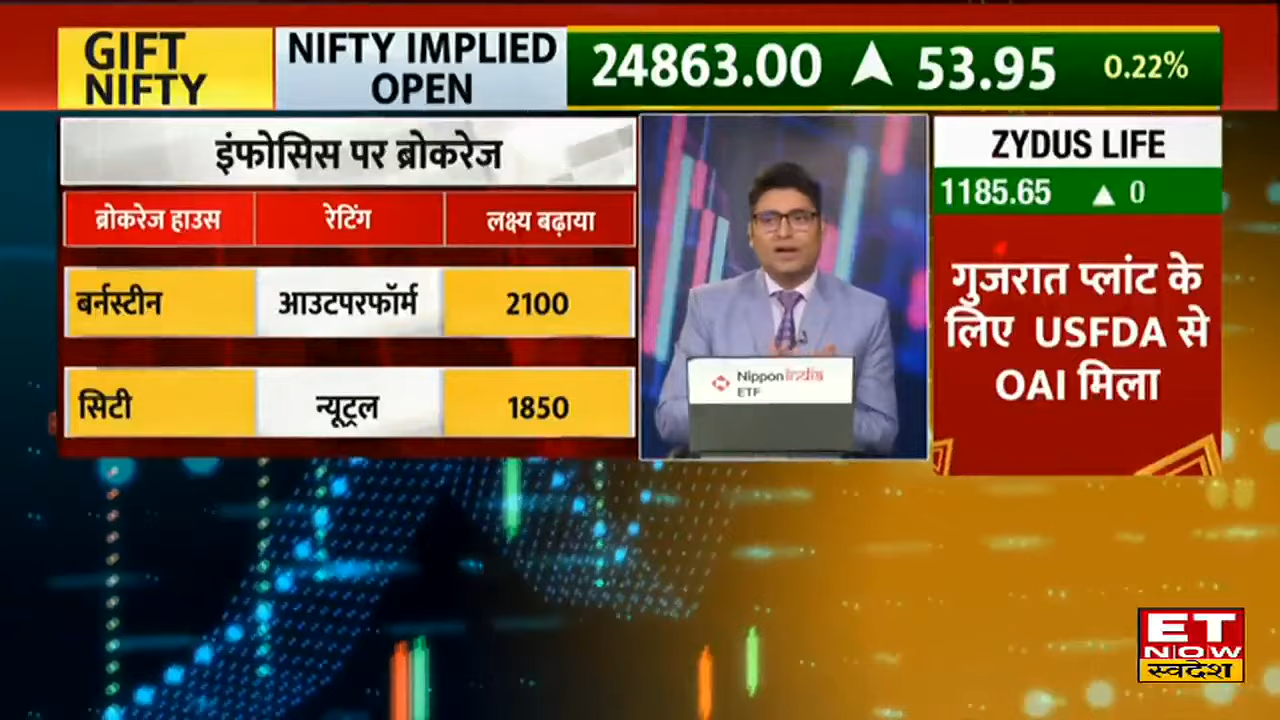 GIFT
NIFTY
NIFTY IMPLIED
OPEN
24863.00 ▲ 53.95 0.22%
इंफोसिस पर ब्रोकरेज
ब्रोकरेज हाउस रेटिंग लक्ष्य बढ़ाया
बर्नस्टीन आउटपरफॉर्म 2100
सिटी न्यूट्रल 1850
Nippon india
ETF
ZYDUS LIFE
1185.65 ▲ 0
गुजरात प्लांट के
लिए USFDA से
OAI मिला
ET
NOW
स्वदेश